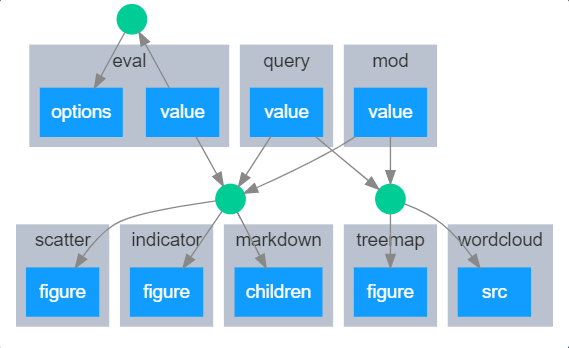 eval query mod
options value value value
scatter indicator markdown treemap wordcloud
figure figure children figure src